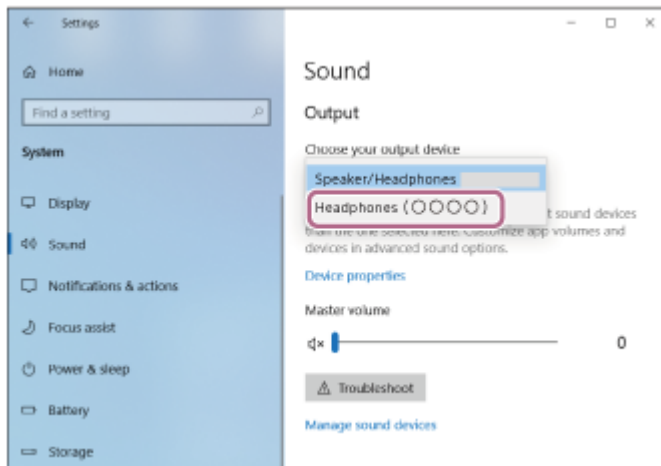 Settings
Home
Find a setting
System
Display
Sound
Notifications & actions
Focus assist
Power & sleep
Battery
Storage
Sound
Output
Choose your output device
Speaker/Headphones
Headphones (○○○○)
t sound devices
than the one selected here. Customize app volumes and
devices in advanced sound options.
Device properties
Master volume
0
Troubleshoot
Manage sound devices